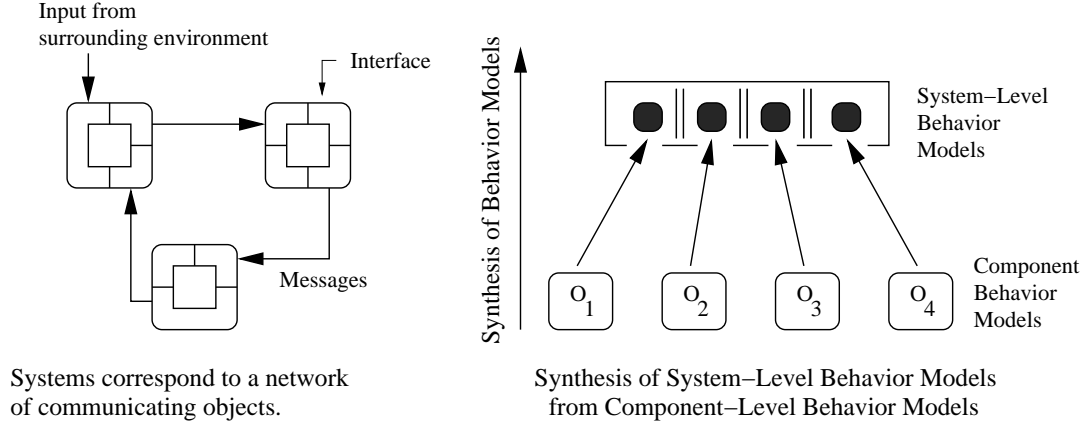 Input from
surrounding environment
Interface
Messages
Systems correspond to a network
of communicating objects.
Synthesis of Behavior Models
System−Level
Behavior
Models
O1
O2
O3
O4
Component
Behavior
Models
Synthesis of System−Level Behavior Models
from Component−Level Behavior Models